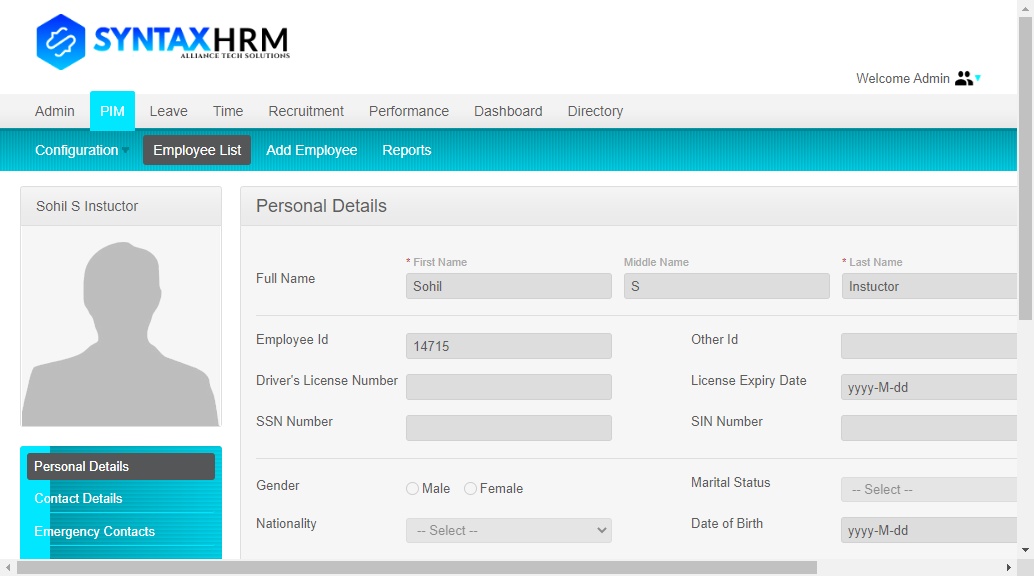 SYNTAXHRM
ALLIANCE TECH SOLUTIONS
Welcome Admin
Admin PIM Leave Time Recruitment Performance Dashboard Directory
Configuration Employee List Add Employee Reports
Sohil S Instuctor
Personal Details
* First Name Middle Name * Last Name
Full Name Sohil S Instuctor
Employee Id 14715 Other Id
Driver's License Number License Expiry Date yyyy-M-dd
SSN Number SIN Number
Gender Male Female Marital Status -- Select --
Nationality -- Select -- Date of Birth yyyy-M-dd
Personal Details
Contact Details
Emergency Contacts